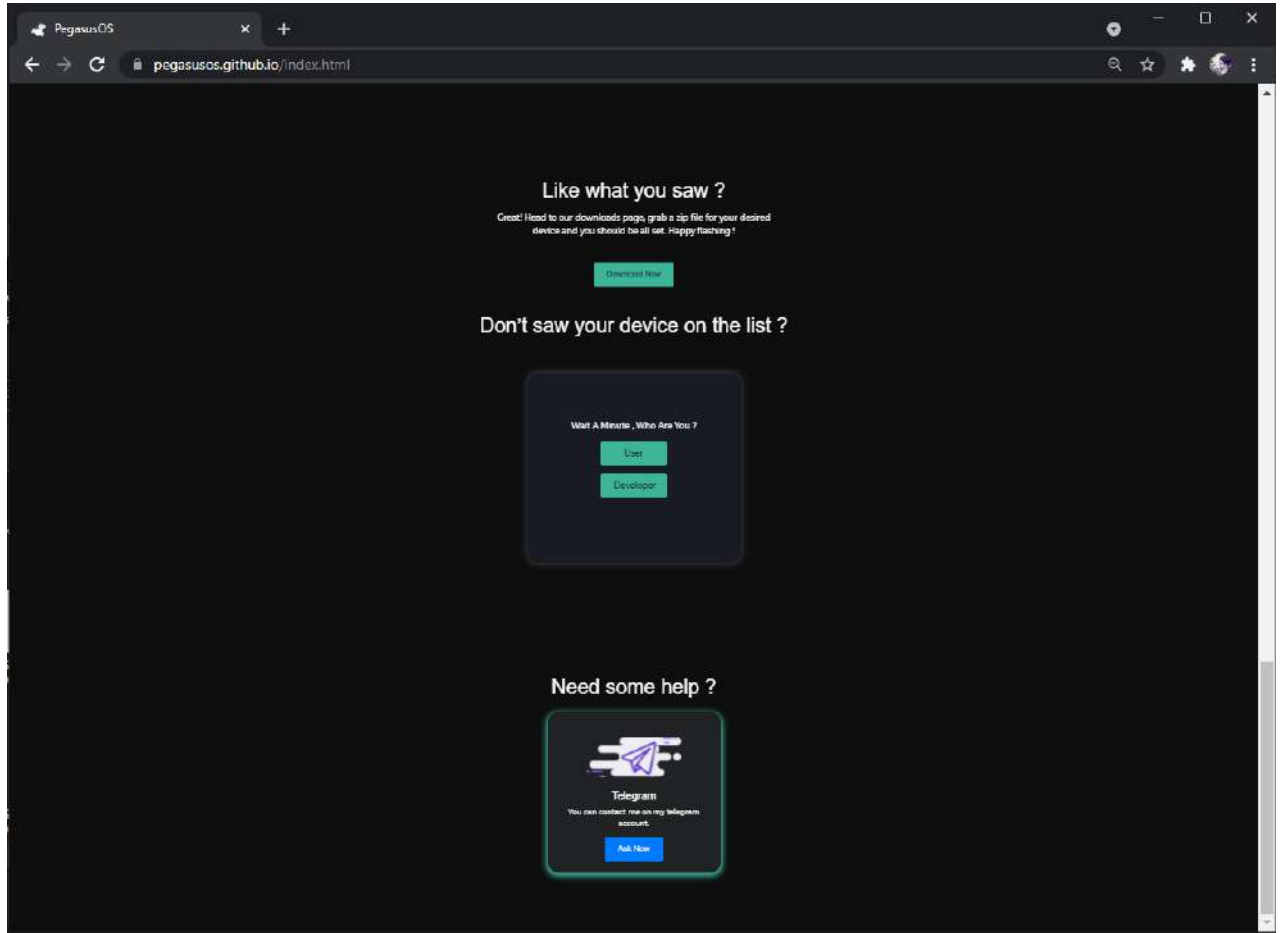 PegasusOS
pegasusos.github.io/index.html
Like what you saw ?
Great! Head to our downloads page, grab a zip file for your desired
device and you should be all set. Happy flashing !
Download Now
Don't saw your device on the list ?
Wait A Minute , Who Are You ?
User
Developer
Need some help ?
Telegram
You can contact me on my telegram
account.
Ask Now